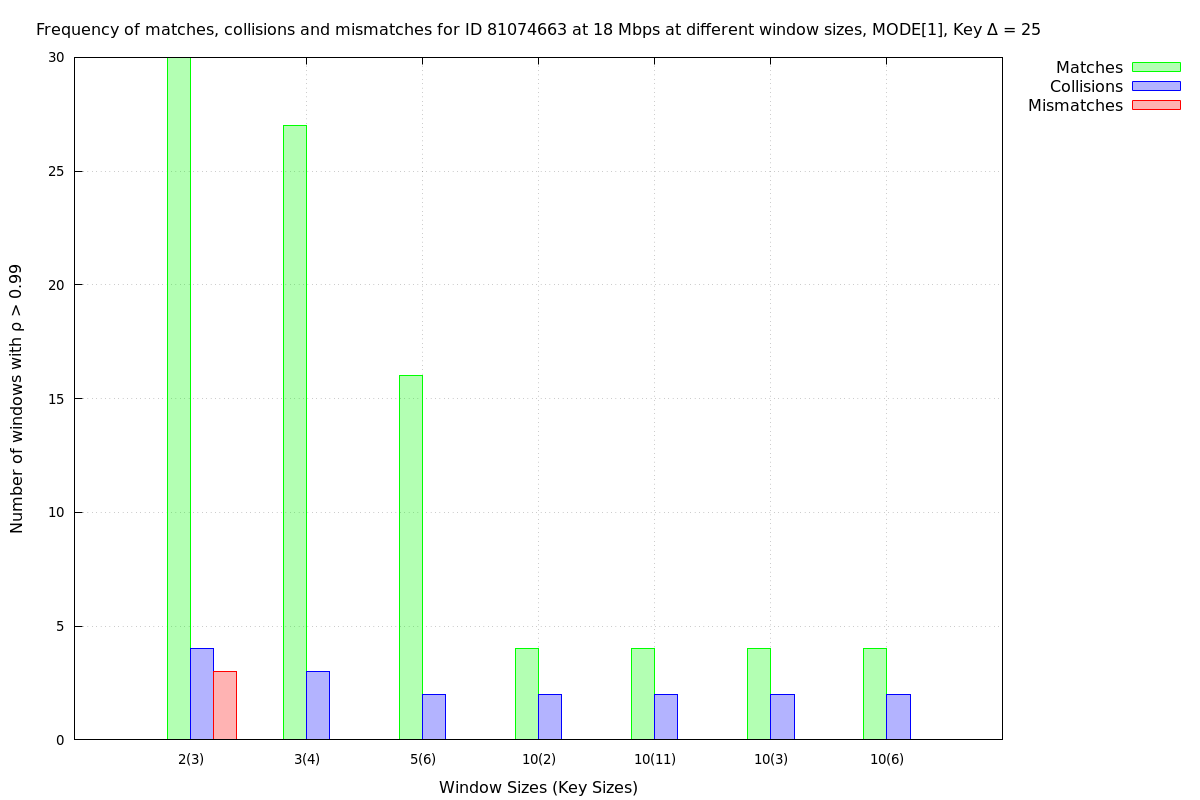 Frequency of matches, collisions and mismatches for ID 81074663 at 18 Mbps at different window sizes, MODE[1], Key Δ = 25
Matches
Collisions
Mismatches
Number of windows with ρ > 0.99
30
25
20
15
10
5
0
2(3) 3(4) 5(6) 10(2) 10(11) 10(3) 10(6)
Window Sizes (Key Sizes)